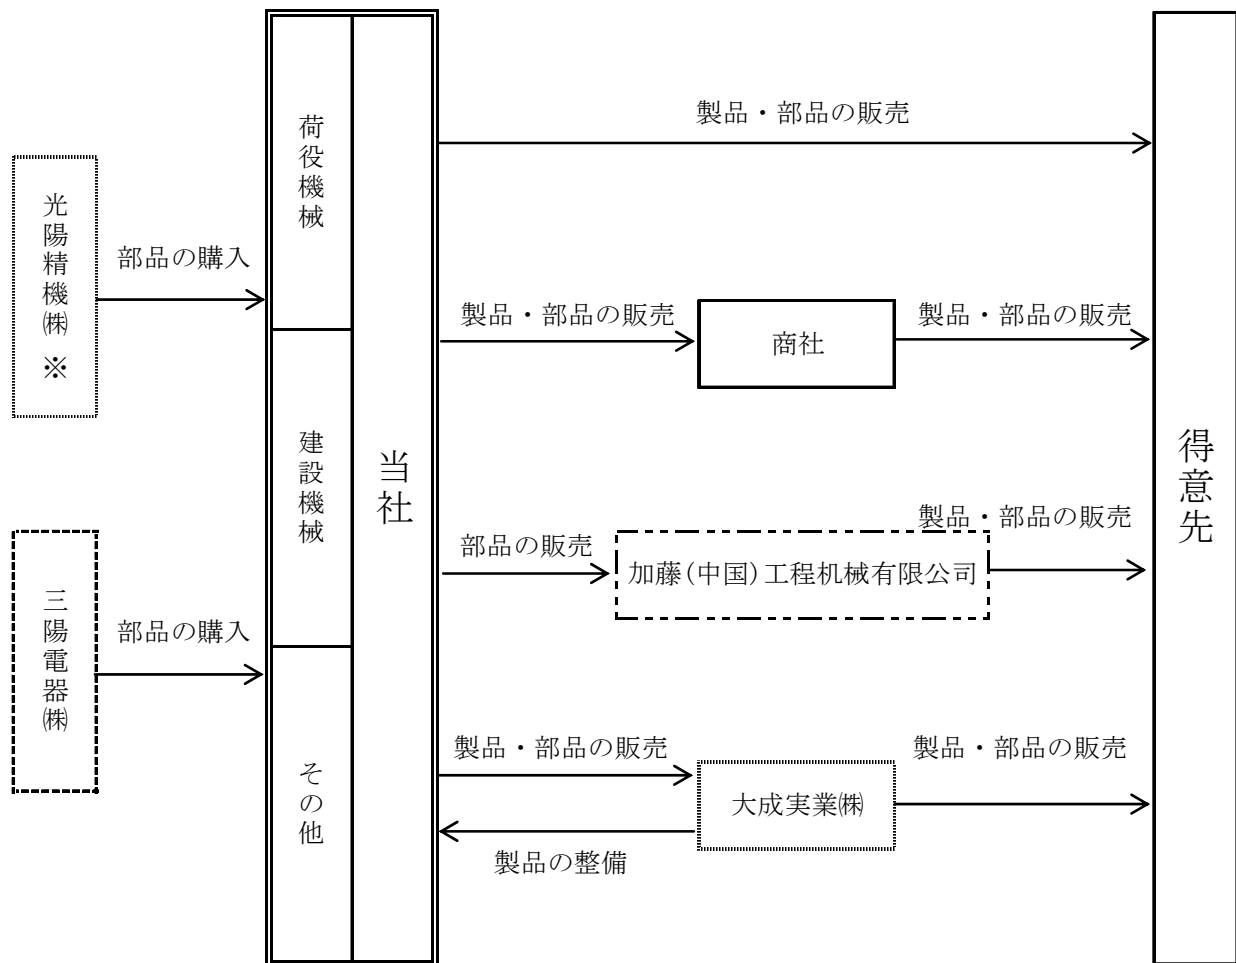 光陽精機㈱※
部品の購入
三陽電器㈱
部品の購入
荷役機械
建設機械
その他
当社
製品・部品の販売
製品・部品の販売
商社
製品・部品の販売
部品の販売
加藤(中国)工程机械有限公司
製品・部品の販売
製品・部品の販売
大成実業㈱
製品・部品の販売
製品の整備
得意先